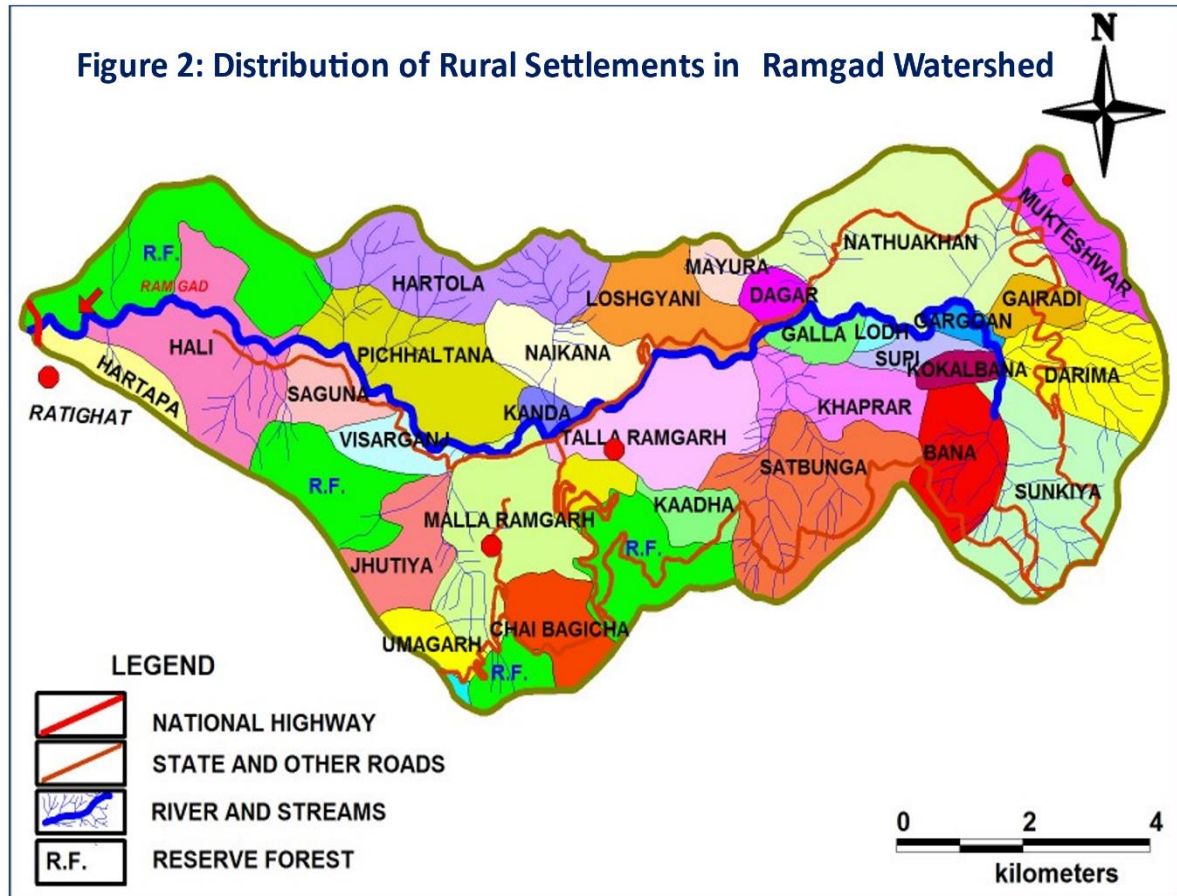 Figure 2: Distribution of Rural Settlements in Ramgad Watershed
N
MUKTESHWAR
NATHUAKHAN
R.F.
MAYURA
HARTOLA
RAM GAD
LOSHGYANI
DAGAR
GAIRADI
GARGOAN
GALLA
LODH
HALI
PICHHALTANA
NAIKANA
SUPI
KOKALBANA
DARIMA
HARTAPA
SAGUNA
KANDA
KHAPRAR
RATIGHAT
VISARGANJ
TALLA RAMGARH
BANA
SATBUNGA
R.F.
SUNKIYA
KAADHA
MALLA RAMGARH
R.F.
JHUTIYA
CHAI BAGICHA
UMAGARH
R.F.
LEGEND
NATIONAL HIGHWAY
STATE AND OTHER ROADS
RIVER AND STREAMS
R.F. RESERVE FOREST
0 2 4
kilometers